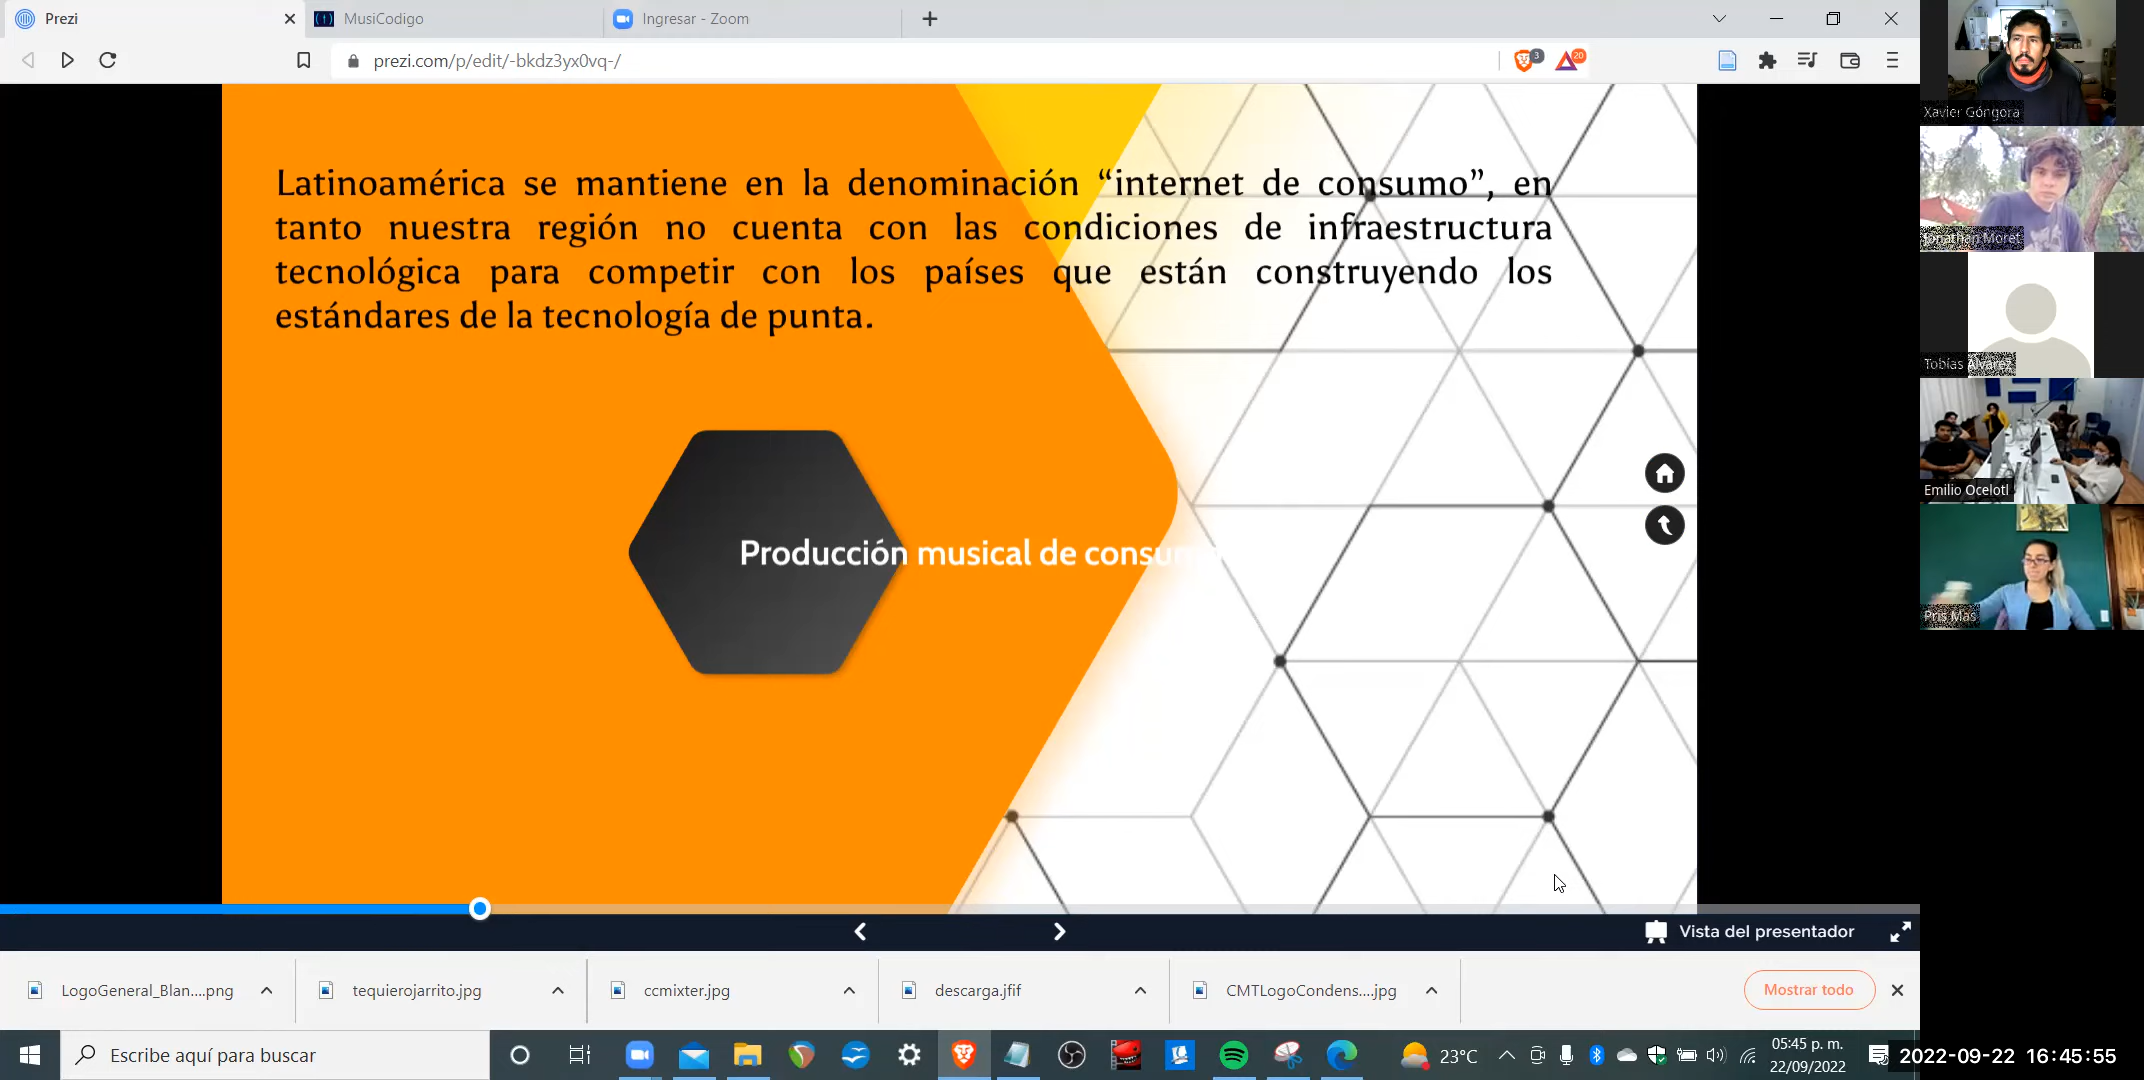 Prezi
MusiCodigo
Ingresar - Zoom
prezi.com/p/edit/-bkdz3yx0vq-/
3
20
Latinoamérica se mantiene en la denominación “internet de consumo”, en
tanto nuestra región no cuenta con las condiciones de infraestructura
tecnológica para competir con los países que están construyendo los
estándares de la tecnología de punta.
Producción musical de consu
Xavier Góngora
Jonathan Moret
Tobías Álvarez
Emilio Ocelotl
Pris Mas
Vista del presentador
LogoGeneral_Blan....png
tequierojarrito.jpg
ccmixter.jpg
descarga.jfif
CMTLogoCondens....jpg
Mostrar todo
Escribe aquí para buscar
23°C
05:45 p. m.
22/09/2022
2022-09-22 16:45:55